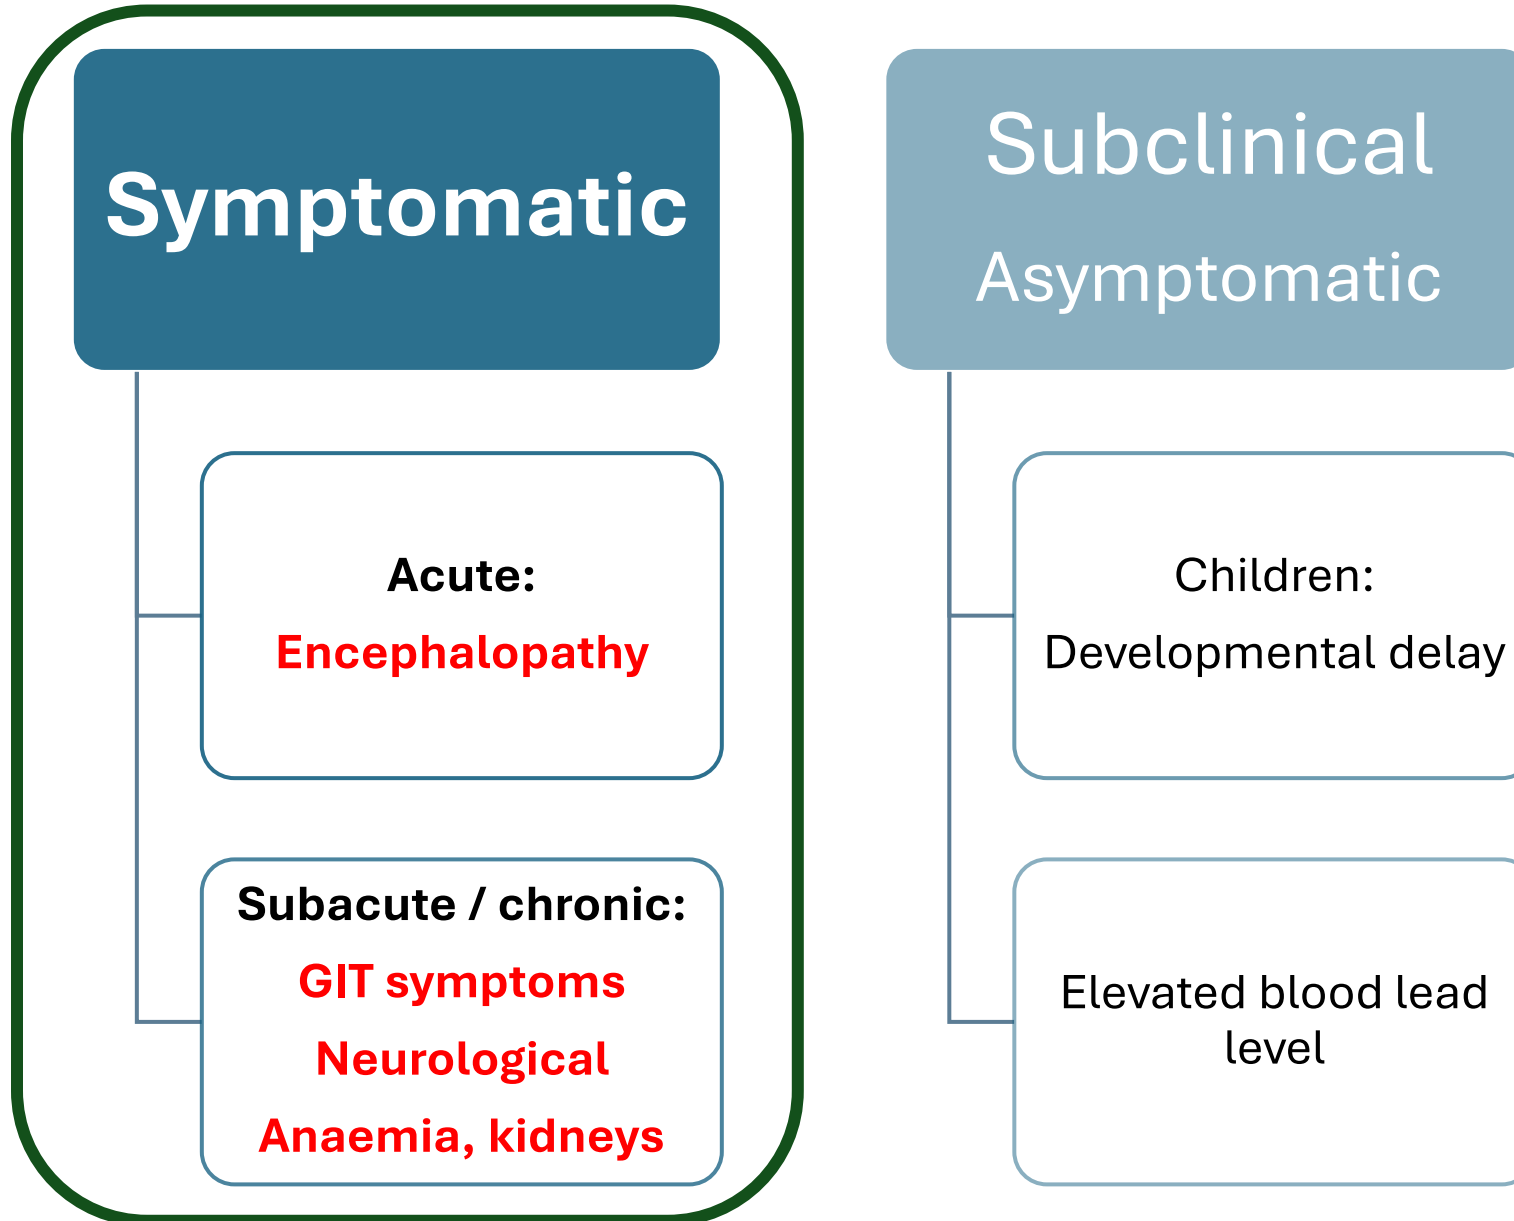 Symptomatic
Acute:
Encephalopathy
Subacute / chronic:
GIT symptoms
Neurological
Anaemia, kidneys
Subclinical
Asymptomatic
Children:
Developmental delay
Elevated blood lead
level